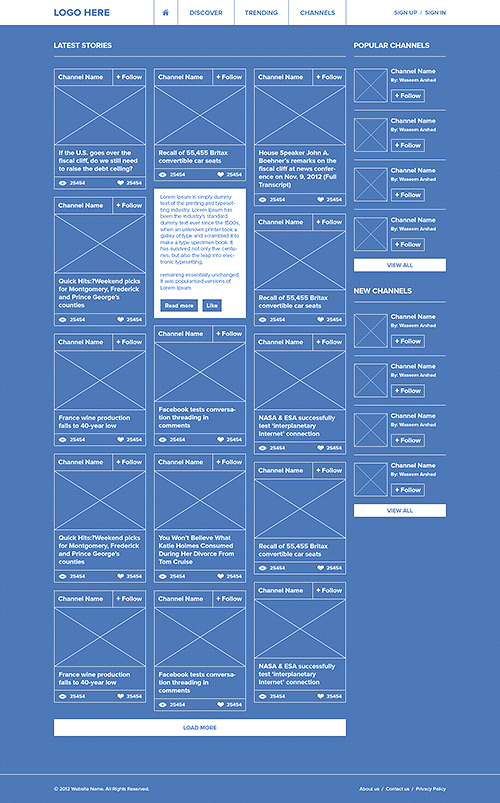 LOGO HERE
DISCOVER
TRENDING
CHANNELS
SIGN UP / SIGN IN
LATEST STORIES
Channel Name
+ Follow
If the U.S. goes over the
fiscal cliff, do we still need
to raise the debt ceiling?
25454
25454
Channel Name
+ Follow
Quick Hits:?Weekend picks
for Montgomery, Frederick
and Prince George's
counties
25454
25454
Channel Name
+ Follow
France wine production
falls to 40-year low
25454
25454
Channel Name
+ Follow
Quick Hits:?Weekend picks
for Montgomery, Frederick
and Prince George's
counties
25454
25454
Channel Name
+ Follow
France wine production
falls to 40-year low
25454
25454
Channel Name
+ Follow
Recall of 55,455 Britax
convertible car seats
25454
25454
Lorem Ipsum is simply dummy
text of the printing and typeset-
ting industry. Lorem Ipsum has
been the industry's standard
dummy text ever since the 1500s,
when an unknown printer took a
galley of type and scrambled it to
make a type specimen book. It
has survived not only five centu-
ries, but also the leap into elec-
tronic typesetting,
remaining essentially unchanged.
It was popularised versions of
Lorem Ipsum.
Read more
Like
Channel Name
+ Follow
Facebook tests conversa-
tion threading in
comments
25454
25454
Channel Name
+ Follow
You Won't Believe What
Katie Holmes Consumed
During Her Divorce From
Tom Cruise
25454
25454
Channel Name
+ Follow
Facebook tests conversa-
tion threading in
comments
25454
25454
Channel Name
+ Follow
House Speaker John A.
Boehner's remarks on the
fiscal cliff at news confer-
ence on Nov. 9, 2012 (Full
Transcript)
25454
25454
Channel Name
+ Follow
Recall of 55,455 Britax
25454
25454
Channel Name
+ Follow
NASA & ESA successfully
test 'interplanetary
Internet' connection
25454
25454
Channel Name
+ Follow
Recall of 55,455 Britax
convertible car seats
25454
25454
Channel Name
+ Follow
NASA & ESA successfully
test 'interplanetary
Internet' connection
25454
25454
LOAD MORE
POPULAR CHANNELS
Channel Name
By: Waseem Arshad
+ Follow
Channel Name
By: Waseem Arshad
+ Follow
Channel Name
By: Waseem Arshad
+ Follow
Channel Name
By: Waseem Arshad
+ Follow
VIEW ALL
NEW CHANNELS
Channel Name
By: Waseem Arshad
+ Follow
Channel Name
By: Waseem Arshad
+ Follow
Channel Name
By: Waseem Arshad
+ Follow
Channel Name
By: Waseem Arshad
+ Follow
VIEW ALL
© 2012 Website Name. All Rights Reserved.
About us / Contact us / Privacy Policy